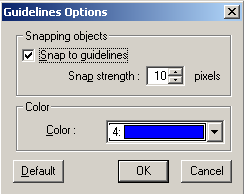 Guidelines Options
Snapping objects
Snap to guidelines
Snap strength : 10 pixels
Color
Color : 4:
Default OK Cancel